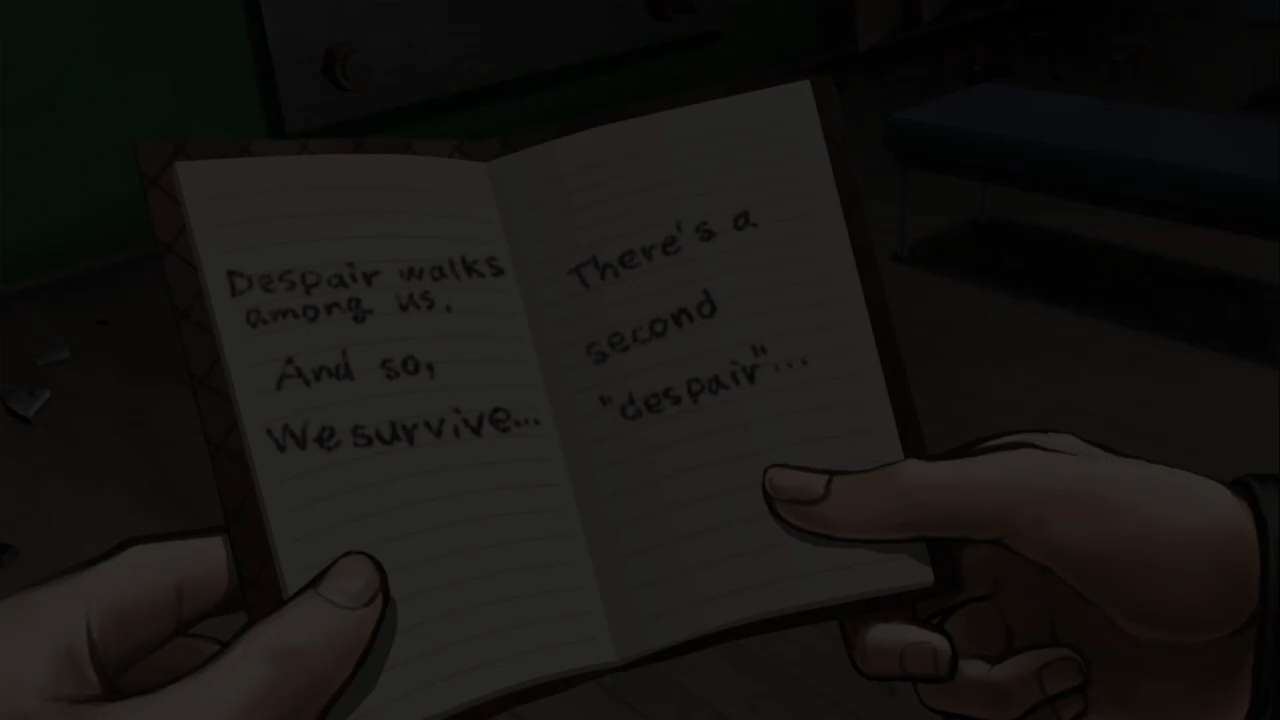 Despair walks
among us.
And so,
We survive...
There's a
second
"despair"...